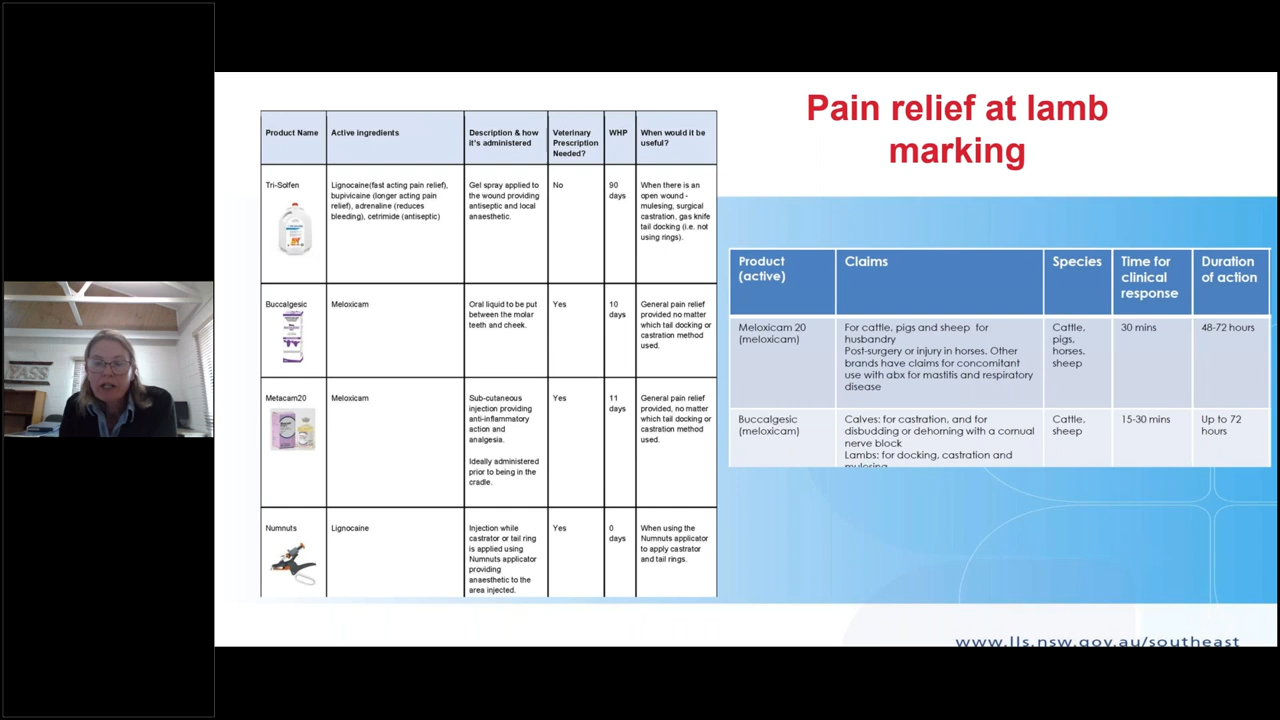 Pain relief at lamb
marking
Product Name
Active ingredients
Description & how
it's administered
Veterinary
Prescription
Needed?
WHP
When would it be
useful?
Tri-Solfen
Lignocaine(fast acting pain relief),
bupivicaine (longer acting pain
relief), adrenaline (reduces
bleeding), cetrimide (antiseptic)
Gel spray applied to
the wound providing
antiseptic and local
anaesthetic.
No
90
days
When there is an
open wound -
mulesing, surgical
castration, gas knife
tail docking (i.e. not
using rings).
Buccalgesic
Meloxicam
Oral liquid to be put
between the molar
teeth and cheek.
Yes
10
days
General pain relief
provided no matter
which tail docking or
castration method
used.
Metacam20
Meloxicam
Sub-cutaneous
injection providing
anti-inflammatory
action and
analgesia.
Ideally administered
prior to being in the
cradle.
Yes
11
days
General pain relief
provided, no matter
which tail docking or
castration method
used.
Numnuts
Lignocaine
Injection while
castrator or tail ring
is applied using
Numnuts applicator
providing
anaesthetic to the
area injected.
Yes
0
days
When using the
Numnuts applicator
to apply castrator
and tail rings.
Product
(active)
Claims
Species
Time for
clinical
response
Duration
of action
Meloxicam 20
(meloxicam)
For cattle, pigs and sheep for
husbandry
Post-surgery or injury in horses. Other
brands have claims for concomitant
use with abx for mastitis and respiratory
disease
Cattle,
pigs,
horses.
sheep
30 mins
48-72 hours
Buccalgesic
(meloxicam)
Calves: for castration, and for
disbudding or dehorning with a cornual
nerve block
Lambs: for docking, castration and
mulesing
Cattle,
sheep
15-30 mins
Up to 72
hours
www.lls.nsw.gov.au/southeast